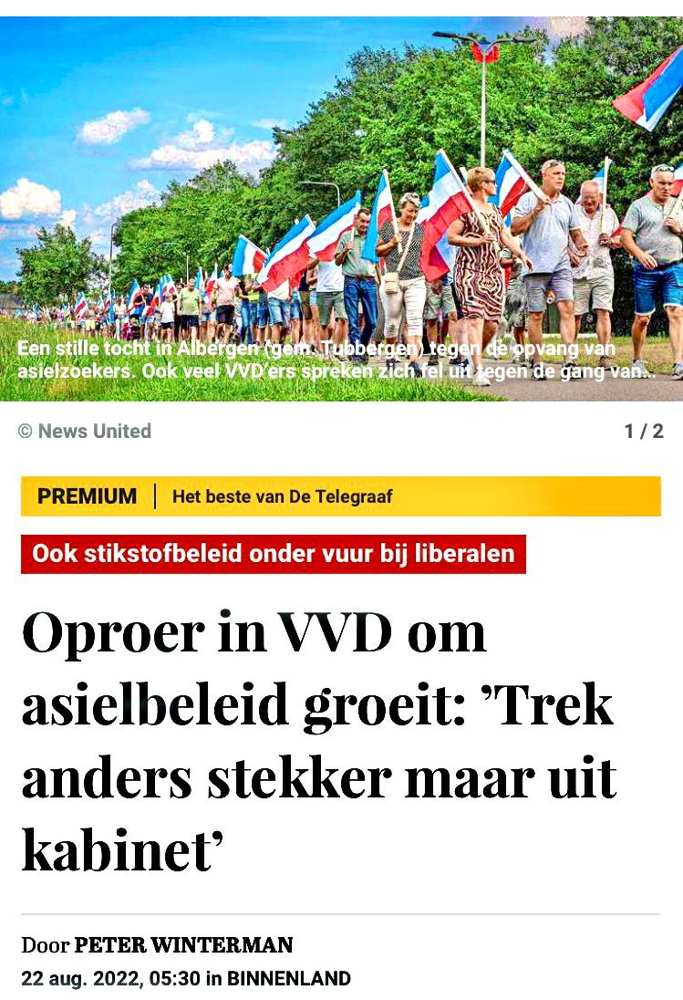 Een stille tocht in Albergen (gem. Tubbergen) tegen de opvang van
asielzoekers. Ook veel VVD'ers spreken zich fel uit tegen de gang van...
© News United
1 / 2
PREMIUM | Het beste van De Telegraaf
Ook stikstofbeleid onder vuur bij liberalen
Oproer in VVD om
asielbeleid groeit: ’Trek
anders stekker maar uit
kabinet’
Door PETER WINTERMAN
22 aug. 2022, 05:30 in BINNENLAND